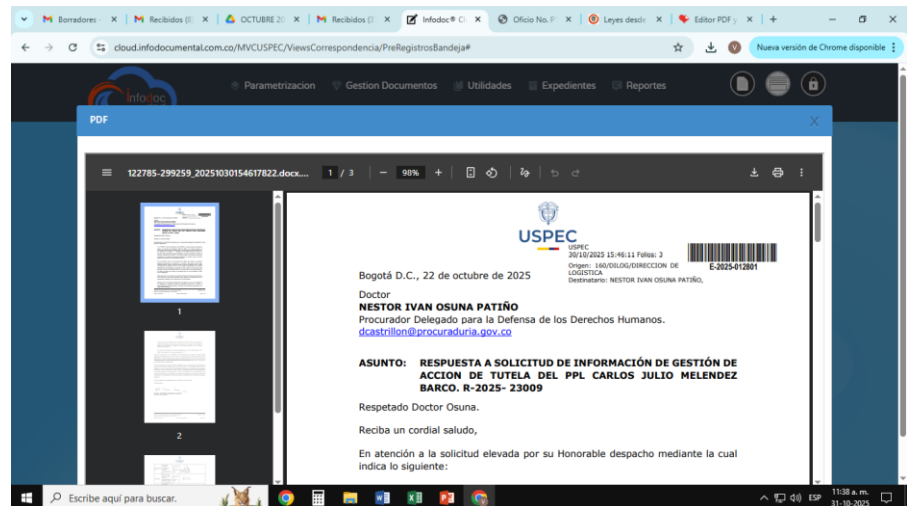 Borradores -
Recibidos (8)
OCTUBRE 20
Recibidos (3
Infodoc® C
Oficio No. P
Leyes desde
Editor PDF y
cloud.infodocumental.com.co/MVCUSPEC/ViewsCorrespondencia/PreRegistrosBandeja#
V
Nueva versión de Chrome disponible
infodoc
Parametrizacion
Gestion Documentos
Utilidades
Expedientes
Reportes
PDF
X
122785-299259_20251030154617822.docx....
1 / 3
98%
1
2
USPEC
USPEC
30/10/2025 15:46:11 Folios: 3
Origen: 160/DILOG/DIRECCION DE
LOGISTICA
Destinatario: NESTOR IVAN OSUNA PATIÑO,
E-2025-012801
Bogotá D.C., 22 de octubre de 2025
Doctor
NESTOR IVAN OSUNA PATIÑO
Procurador Delegado para la Defensa de los Derechos Humanos.
dcastrillon@procuraduria.gov.co
ASUNTO: RESPUESTA A SOLICITUD DE INFORMACIÓN DE GESTIÓN DE
ACCION DE TUTELA DEL PPL CARLOS JULIO MELENDEZ
BARCO. R-2025- 23009
Respetado Doctor Osuna.
Reciba un cordial saludo,
En atención a la solicitud elevada por su Honorable despacho mediante la cual
indica lo siguiente:
Escribe aquí para buscar.
ESP
11:38 a. m.
31-10-2025